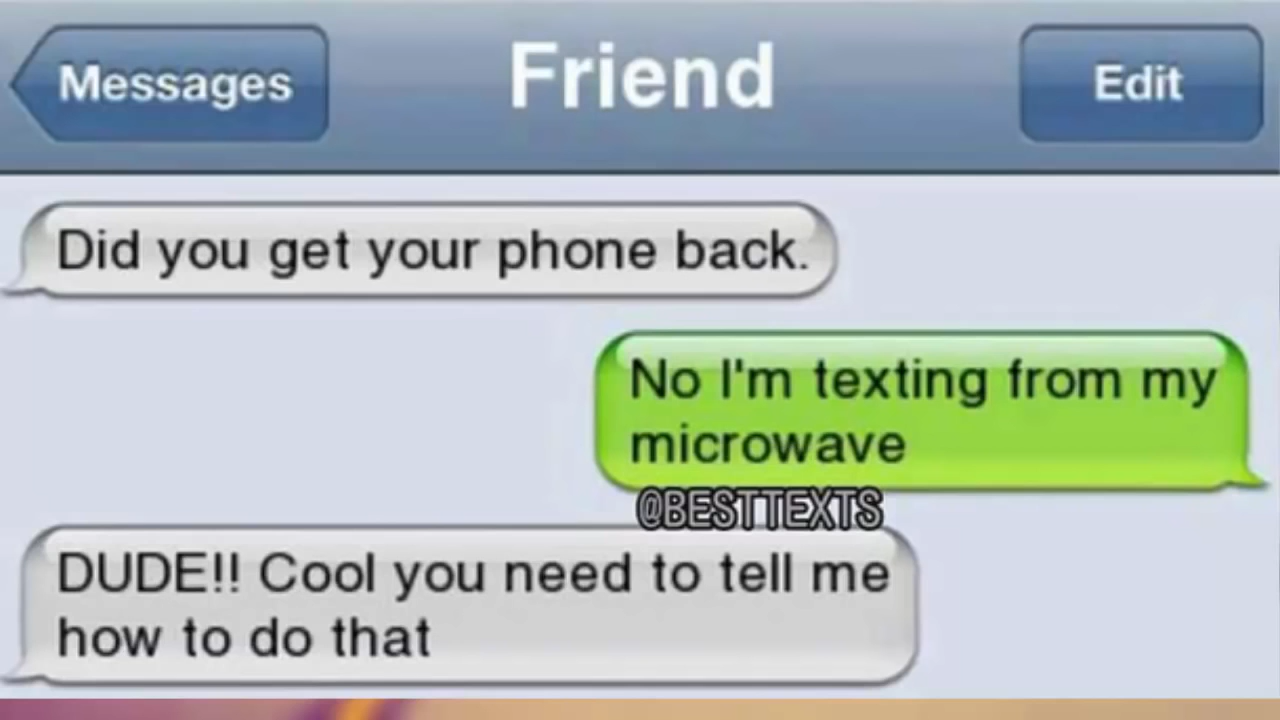 Messages
Friend
Edit
Did you get your phone back.
No I'm texting from my
microwave
@BESTTEXTS
DUDE!! Cool you need to tell me
how to do that